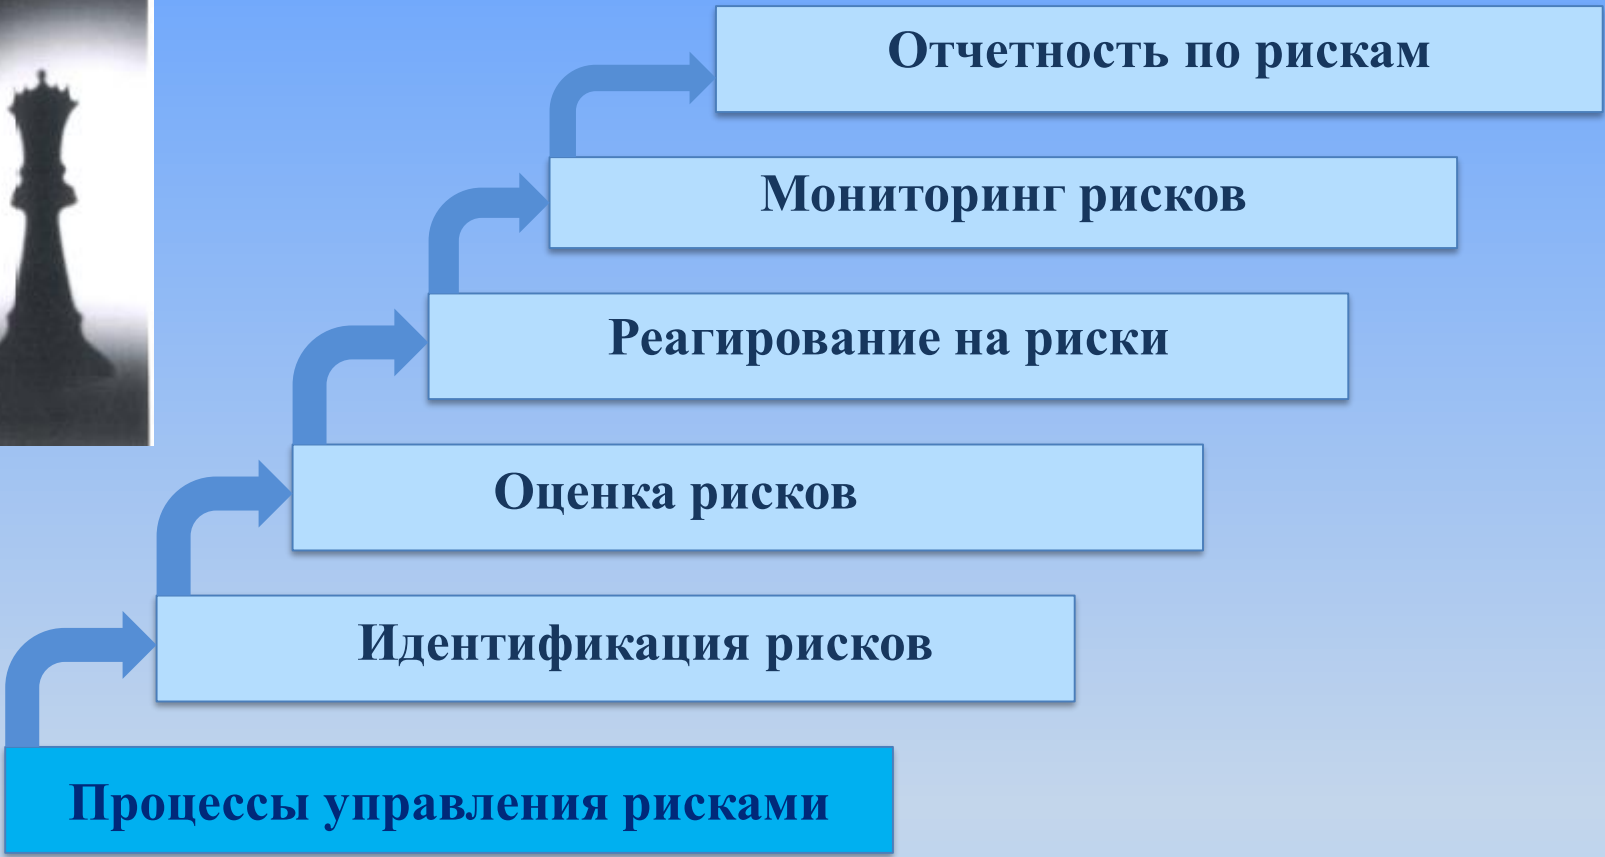 Отчетность по рискам
Мониторинг рисков
Реагирование на риски
Оценка рисков
Идентификация рисков
Процессы управления рисками